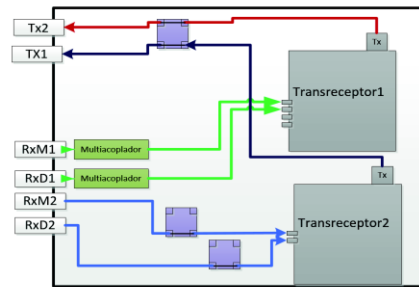 Tx2
Tx
TX1
Transreceptor1
RxM1
Multiacoplador
RxD1
Multiacoplador
Tx
RxM2
RxD2
Transreceptor2